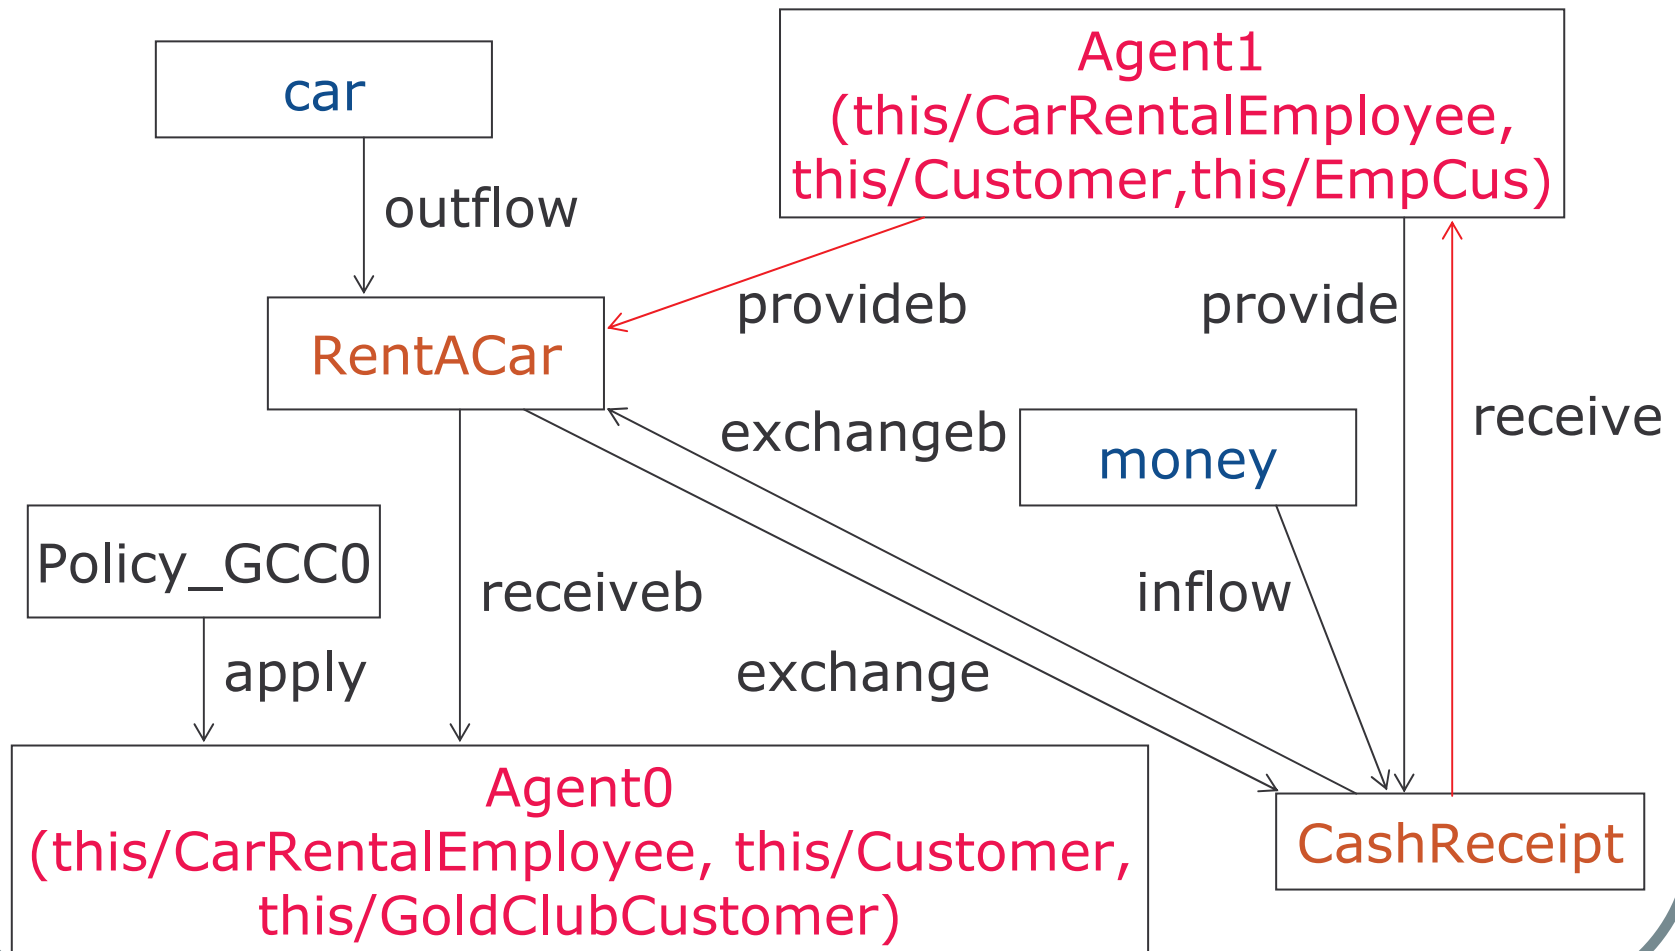 Agent1
(this/CarRentalEmployee,
this/Customer,this/EmpCus)
car
outflow
provideb
provide
RentACar
exchangeb
receive
money
Policy_GCC0
receiveb
inflow
apply
exchange
Agent0
(this/CarRentalEmployee, this/Customer,
this/GoldClubCustomer)
CashReceipt